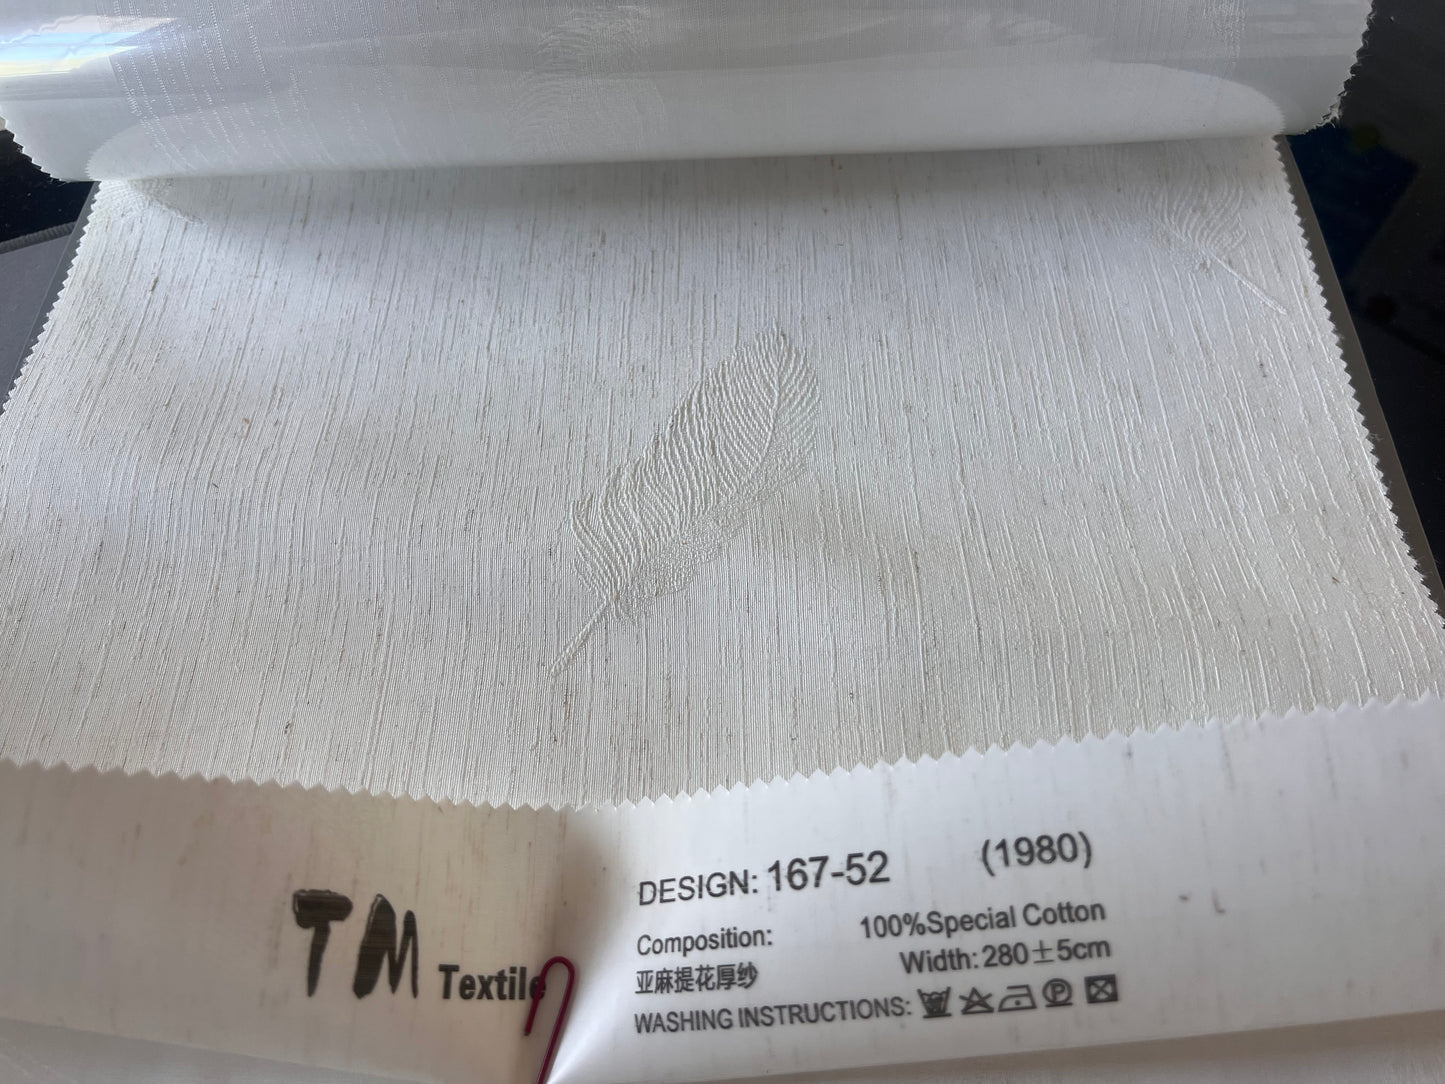 TM Textile
DESIGN: 167-52 (1980)
Composition: 100%Special Cotton
亚麻提花厚纱 Width: 280±5cm
WASHING INSTRUCTIONS: